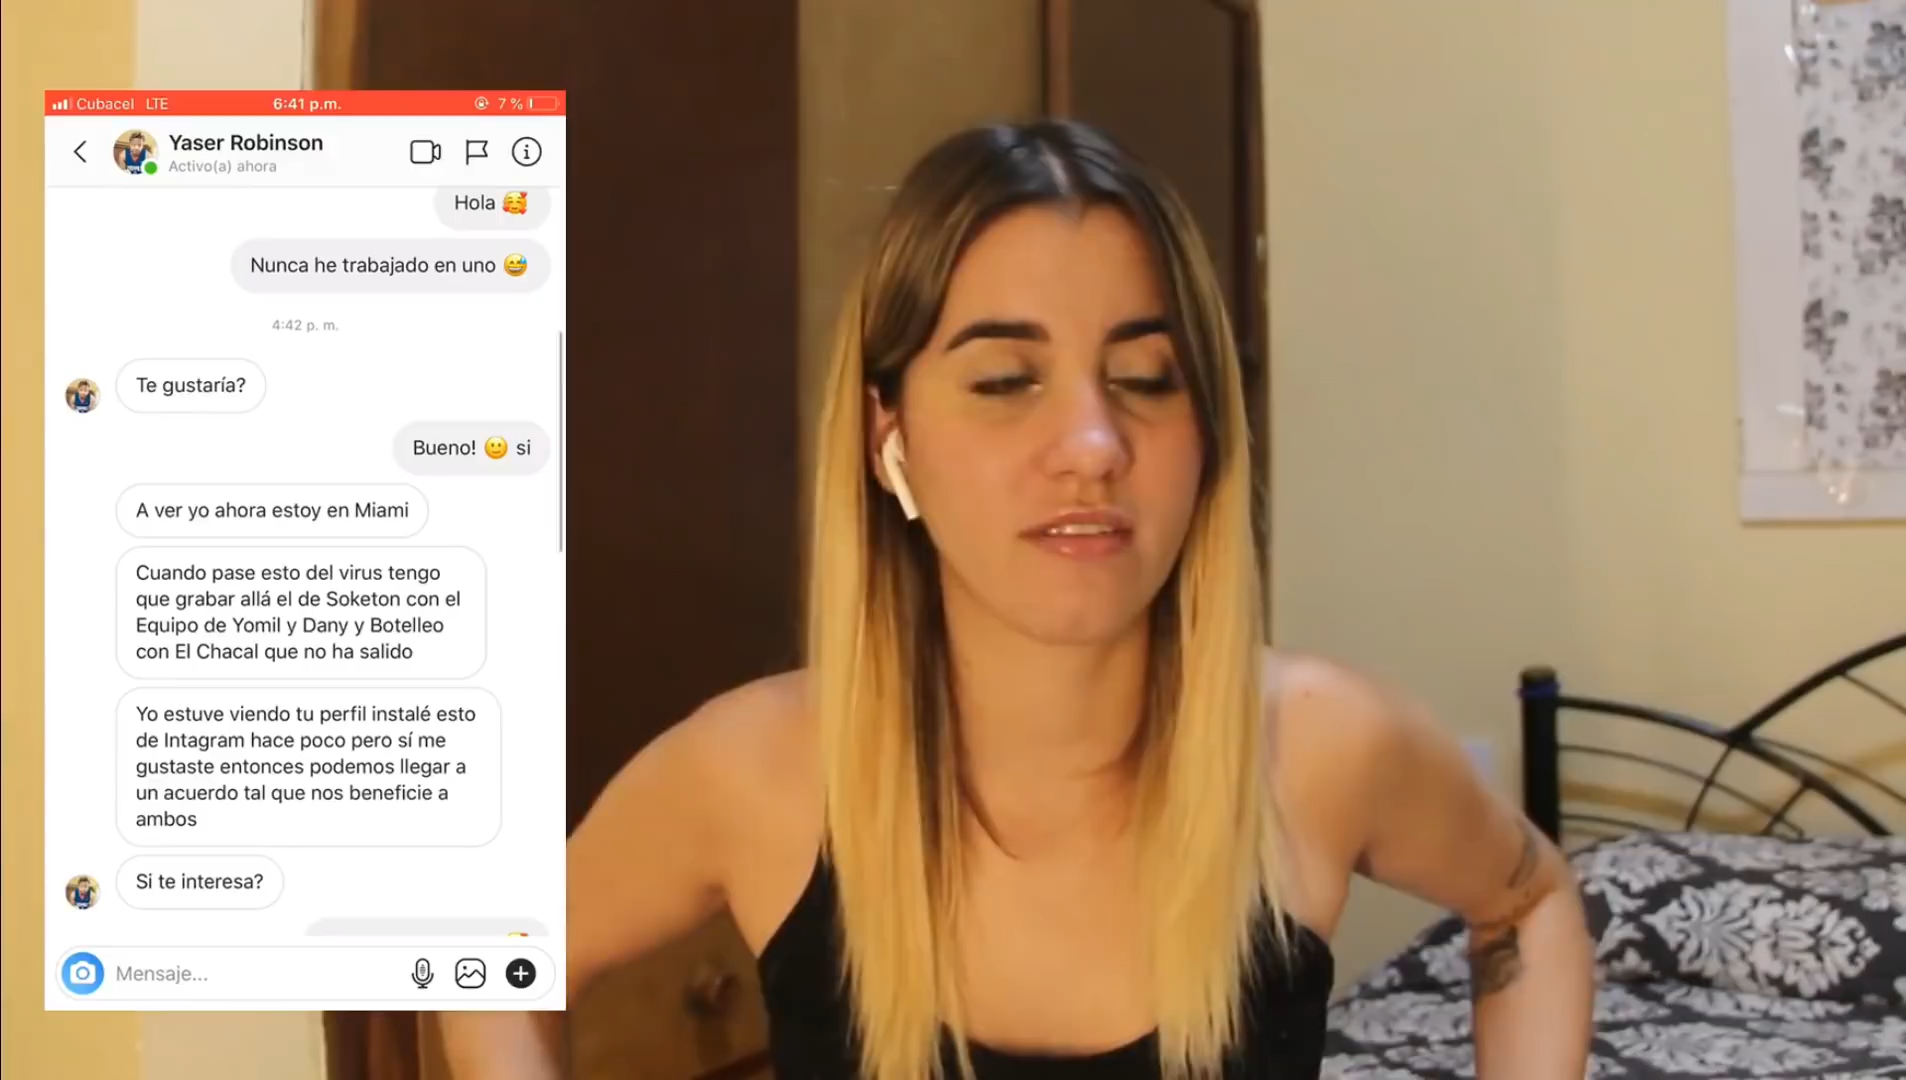 Cubacel LTE 6:41 p.m. 7 %
Yaser Robinson
Activo(a) ahora
Hola 🥰
Nunca he trabajado en uno 😅
4:42 p. m.
Te gustaría?
Bueno! 🙂 si
A ver yo ahora estoy en Miami
Cuando pase esto del virus tengo
que grabar allá el de Soketon con el
Equipo de Yomil y Dany y Botelleo
con El Chacal que no ha salido
Yo estuve viendo tu perfil instalé esto
de Intagram hace poco pero sí me
gustaste entonces podemos llegar a
un acuerdo tal que nos beneficie a
ambos
Si te interesa?
Mensaje...